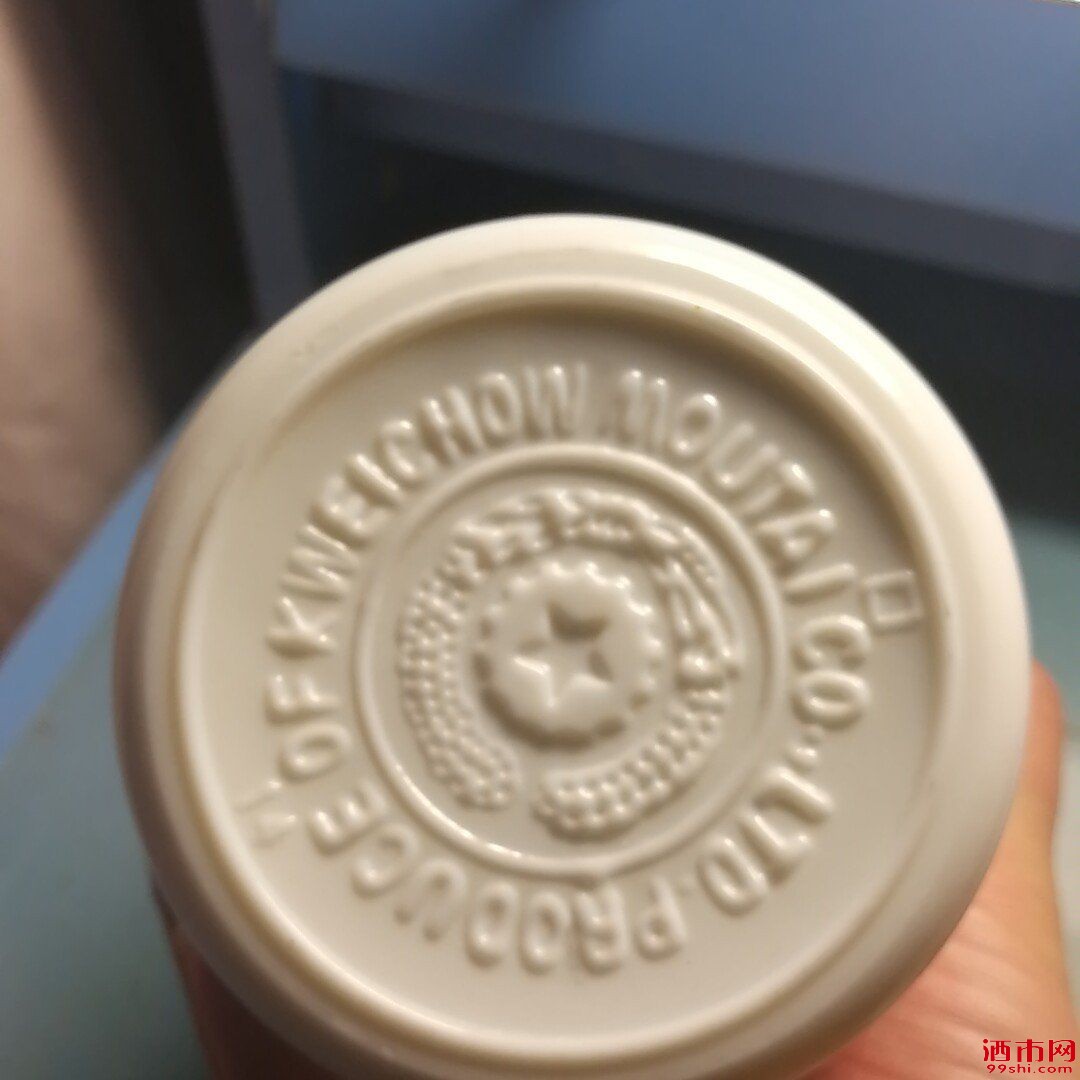 PRODUCE OF KWEICHOW MOUTAI CO., LTD.
酒市网
99shi.com